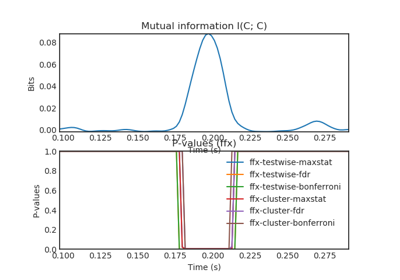 Mutual information I(C; C)
0.08
0.06
0.04
0.02
0.00
Bits
0.100 0.125 0.150 0.175 0.200 0.225 0.250 0.275
Time (s)
P-values (ffx)
1.0
0.8
0.6
0.4
0.2
0.0
P-values
ffx-testwise-maxstat
ffx-testwise-fdr
ffx-testwise-bonferroni
ffx-cluster-maxstat
ffx-cluster-fdr
ffx-cluster-bonferroni
0.100 0.125 0.150 0.175 0.200 0.225 0.250 0.275
Time (s)